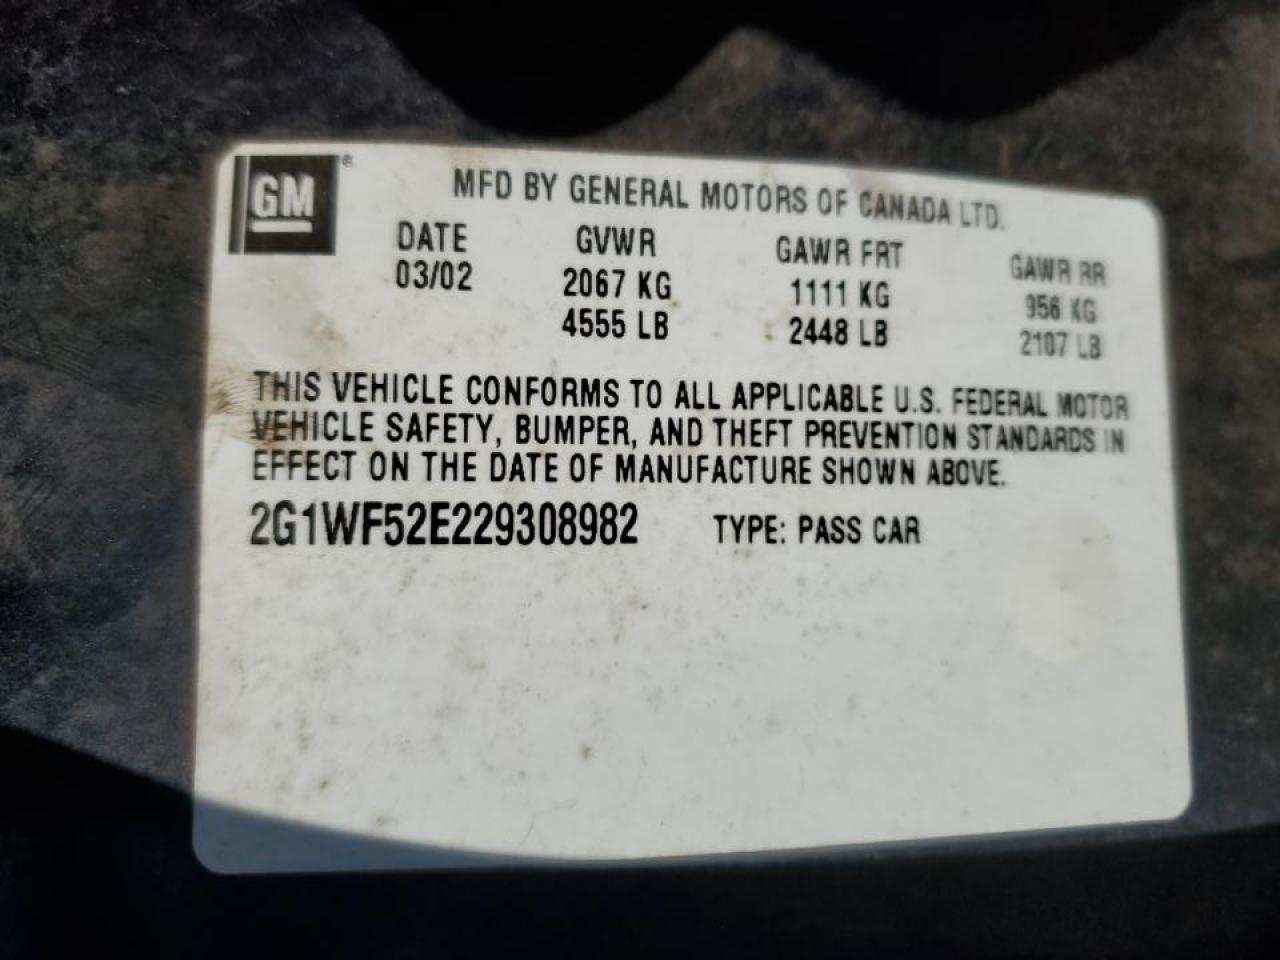 GM®
MFD BY GENERAL MOTORS OF CANADA LTD.
DATE GVWR GAWR FRT GAWR RR
03/02 2067 KG 1111 KG 956 KG
4555 LB 2448 LB 2107 LB
THIS VEHICLE CONFORMS TO ALL APPLICABLE U.S. FEDERAL MOTOR
VEHICLE SAFETY, BUMPER, AND THEFT PREVENTION STANDARDS IN
EFFECT ON THE DATE OF MANUFACTURE SHOWN ABOVE.
2G1WF52E229308982 TYPE: PASS CAR